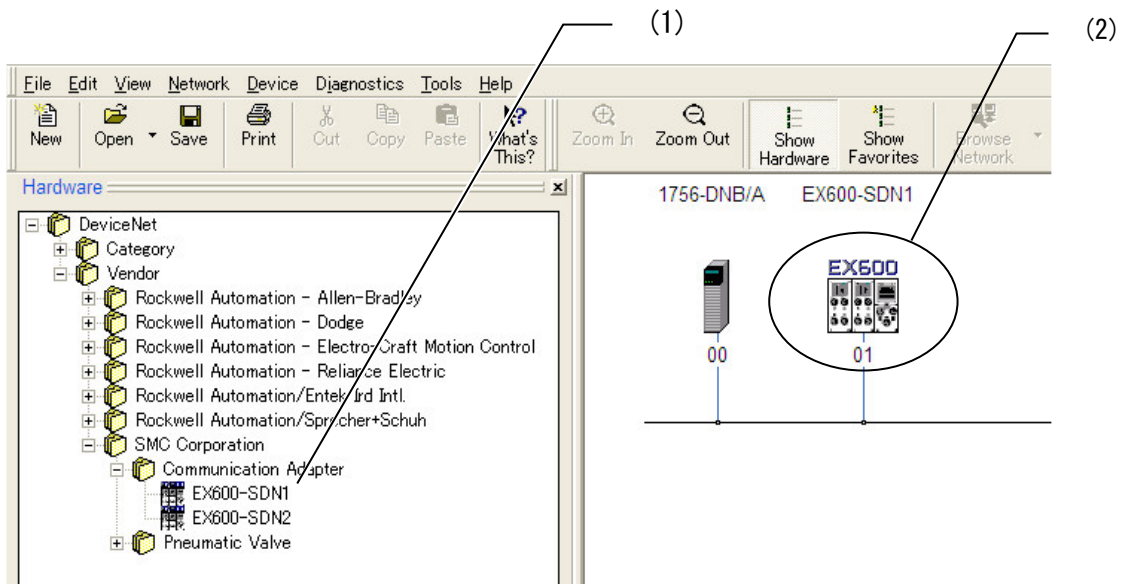 (1)
(2)
File Edit View Network Device Diagnostics Tools Help
New Open Save Print Cut Copy Paste What's This? Zoom In Zoom Out Show Hardware Show Favorites Browse Network
Hardware
1756-DNB/A EX600-SDN1
DeviceNet
Category
Vendor
Rockwell Automation - Allen-Bradley
Rockwell Automation - Dodge
Rockwell Automation - Electro-Craft Motion Control
Rockwell Automation - Reliance Electric
Rockwell Automation/Entek Ird Intl.
Rockwell Automation/Sprecher+Schuh
SMC Corporation
Communication Adapter
EX600-SDN1
EX600-SDN2
Pneumatic Valve
EX600
00 01